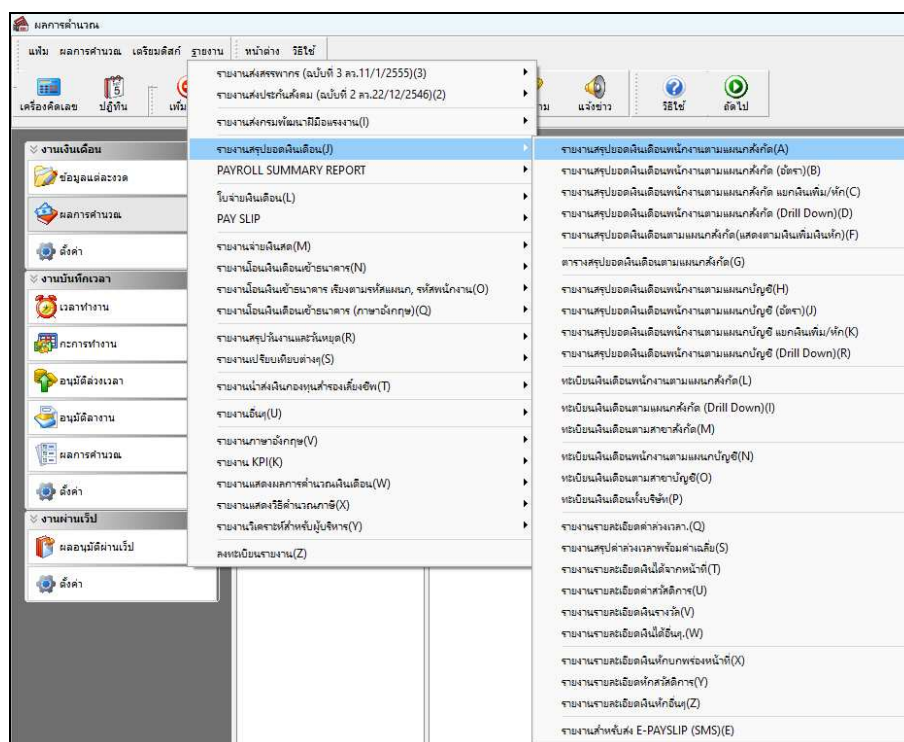 ผลการคำนวณ
แฟ้ม ผลการคำนวณ เตรียมดิสก์ รายงาน หน้าต่าง วิธีใช้
เครื่องคิดเลข ปฏิทิน แจ้งข่าว วิธีใช้ ถัดไป
งานเงินเดือน
ข้อมูลแต่ละงวด
ผลการคำนวณ
ตั้งค่า
งานบันทึกเวลา
เวลาทำงาน
กะการทำงาน
อนุมัติล่วงเวลา
อนุมัติลางาน
ผลการคำนวณ
ตั้งค่า
งานผ่านเว็ป
ผลอนุมัติผ่านเว็ป
ตั้งค่า
รายงานส่งสรรพากร (ฉบับที่ 3 ลว.11/1/2555)(3)
รายงานส่งประกันสังคม (ฉบับที่ 2 ลว.22/12/2546)(2)
รายงานส่งกรมพัฒนาฝีมือแรงงาน(I)
รายงานสรุปยอดเงินเดือน(J)
PAYROLL SUMMARY REPORT
ใบจ่ายเงินเดือน(L)
PAY SLIP
รายงานจ่ายเงินสด(M)
รายงานโอนเงินเดือนเข้าธนาคาร(N)
รายงานโอนเงินเข้าธนาคาร เรียงตามรหัสแผนก, รหัสพนักงาน(O)
รายงานโอนเงินเดือนเข้าธนาคาร (ภาษาอังกฤษ)(Q)
รายงานสรุปวันงานและวันหยุด(R)
รายงานเปรียบเทียบต่างๆ(S)
รายงานนำส่งเงินกองทุนสำรองเลี้ยงชีพ(T)
รายงานอื่นๆ(U)
รายงานภาษาอังกฤษ(V)
รายงาน KPI(K)
รายงานแสดงผลการคำนวณเงินเดือน(W)
รายงานแสดงวิธีคำนวณภาษี(X)
รายงานวิเคราะห์สำหรับผู้บริหาร(Y)
ลงทะเบียนรายงาน(Z)
รายงานสรุปยอดเงินเดือนพนักงานตามแผนกสังกัด(A)
รายงานสรุปยอดเงินเดือนพนักงานตามแผนกสังกัด (อัตรา)(B)
รายงานสรุปยอดเงินเดือนพนักงานตามแผนกสังกัด แยกเงินเพิ่ม/หัก(C)
รายงานสรุปยอดเงินเดือนพนักงานตามแผนกสังกัด (Drill Down)(D)
รายงานสรุปยอดเงินเดือนตามแผนกสังกัด(แสดงตามเงินเพิ่มเงินหัก)(F)
ตารางสรุปยอดเงินเดือนตามแผนกสังกัด(G)
รายงานสรุปยอดเงินเดือนพนักงานตามแผนกบัญชี(H)
รายงานสรุปยอดเงินเดือนพนักงานตามแผนกบัญชี (อัตรา)(J)
รายงานสรุปยอดเงินเดือนพนักงานตามแผนกบัญชี แยกเงินเพิ่ม/หัก(K)
รายงานสรุปยอดเงินเดือนพนักงานตามแผนกบัญชี (Drill Down)(R)
ทะเบียนเงินเดือนพนักงานตามแผนกสังกัด(L)
ทะเบียนเงินเดือนตามแผนกสังกัด (Drill Down)(I)
ทะเบียนเงินเดือนตามสาขาสังกัด(M)
ทะเบียนเงินเดือนพนักงานตามแผนกบัญชี(N)
ทะเบียนเงินเดือนตามสาขาบัญชี(O)
ทะเบียนเงินเดือนทั้งบริษัท(P)
รายงานรายละเอียดค่าล่วงเวลา.(Q)
รายงานสรุปค่าล่วงเวลาพร้อมค่าเฉลี่ย(S)
รายงานรายละเอียดเงินได้จากหน้าที่(T)
รายงานรายละเอียดค่าสวัสดิการ(U)
รายงานรายละเอียดเงินรางวัล(V)
รายงานรายละเอียดเงินได้อื่นๆ.(W)
รายงานรายละเอียดเงินหักบกพร่องหน้าที่(X)
รายงานรายละเอียดหักสวัสดิการ(Y)
รายงานรายละเอียดเงินหักอื่นๆ(Z)
รายงานสำหรับส่ง E-PAYSLIP (SMS)(E)